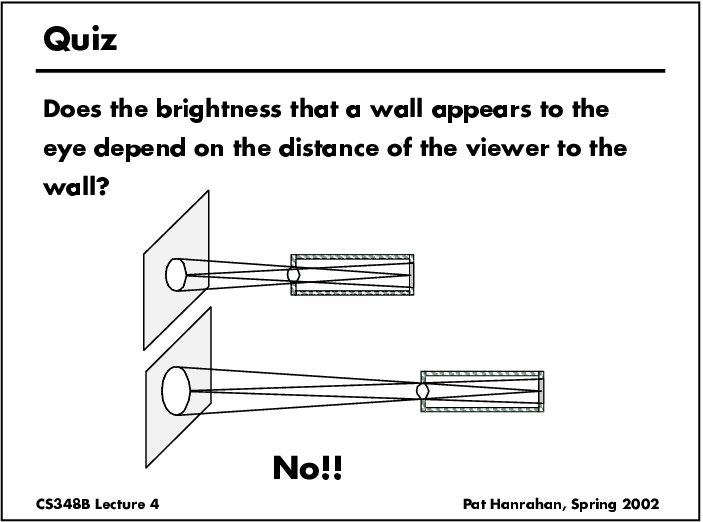 Quiz
Does the brightness that a wall appears to the
eye depend on the distance of the viewer to the
wall?
No!!
CS348B Lecture 4
Pat Hanrahan, Spring 2002